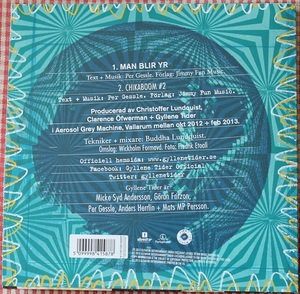 1. MAN BLIR YR
Text + Musik: Per Gessle. Förlag: Jimmy Fun Music.
2. CHIKABOOM #2
Text + Musik: Per Gessle. Förlag: Jimmy Fun Music.
Producerad av Christoffer Lundquist,
Clarence Öfwerman + Gyllene Tider
i Aerosol Grey Machine, Vallarum mellan okt 2012 + feb 2013.
Tekniker + mixare: Buddha Lundquist.
Omslag: Wickholm Formavd. Foto: Fredrik Etoall
Officiell hemsida: www.gyllenetider.se
Facebook: Gyllene Tider Official
Twitter: gyllenetider
Gyllene Tider är
Micke Syd Andersson, Göran Fritzon,
Per Gessle, Anders Herrlin + Mats MP Persson.